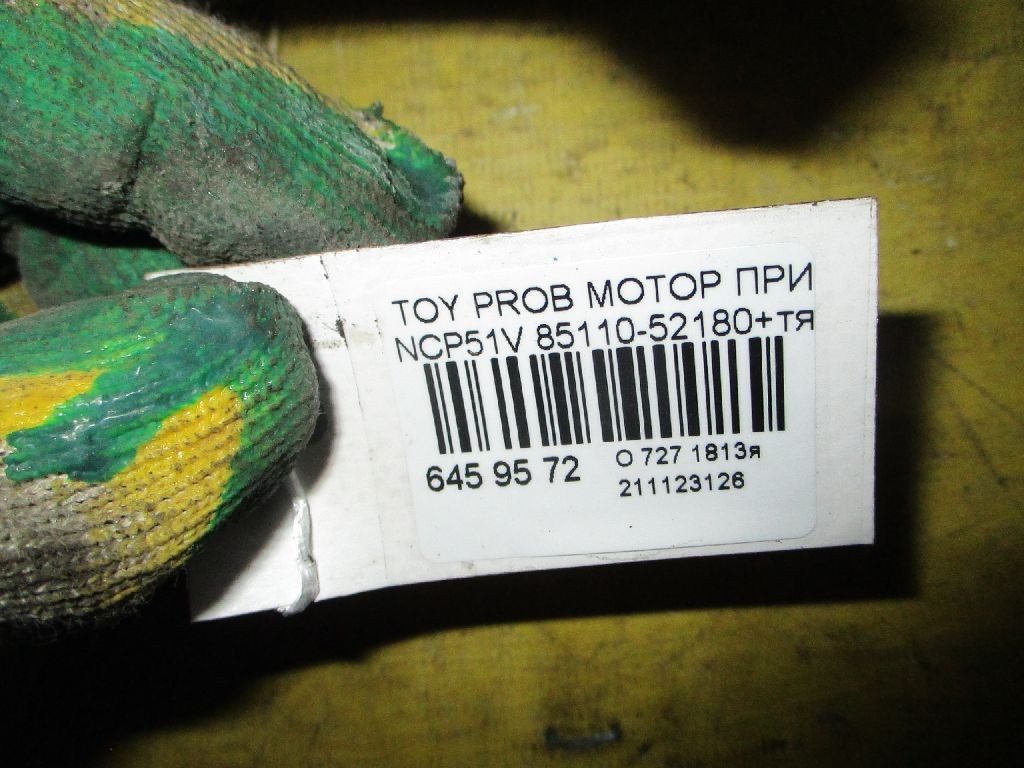 TOY PROB МОТОР ПРИ
NCP51V 85110-52180+тя
645 95 72
О 727 1813я
211123126